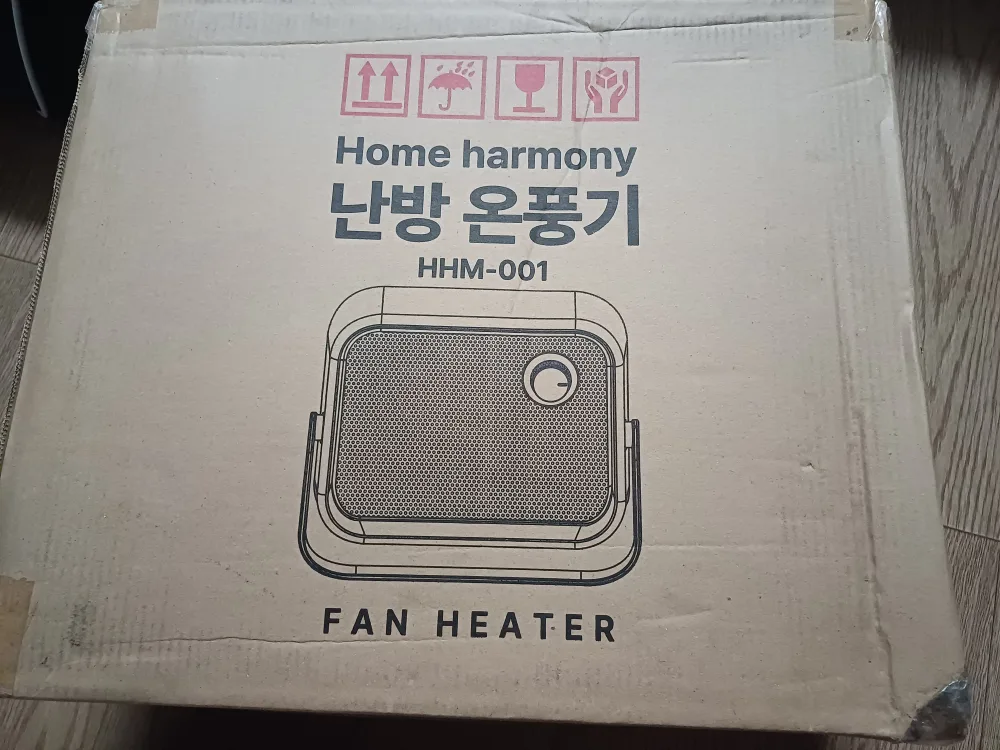 Home harmony
난방 온풍기
HHM-001
FAN HEATER